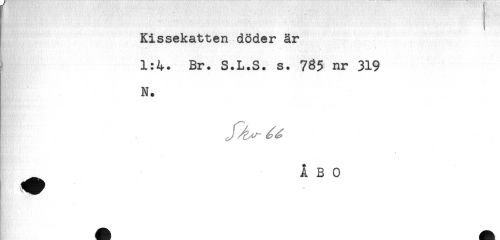 Kissekatten döder är
1:4. Br. S.L.S. s. 785 nr 319
N.
Skv 66
Å B O